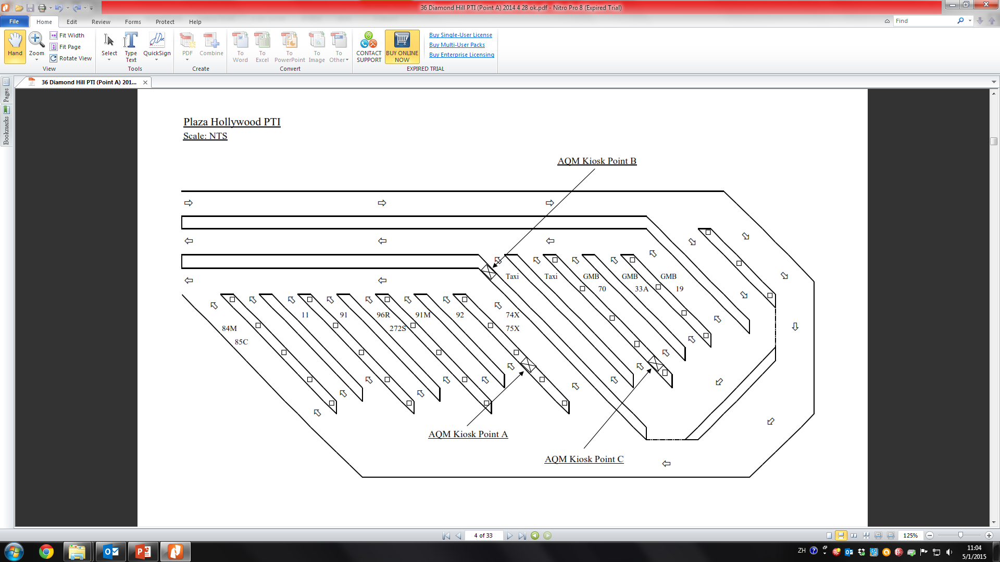 36 Diamond Hill PTI (Point A) 2014 4 28 ok.pdf - Nitro Pro 8 (Expired Trial)
File Home Edit Review Forms Protect Help
Find
Hand
Zoom
Fit Width
Fit Page
Rotate View
View
Select
Type Text
QuickSign
Tools
PDF
Combine
Create
To Word
To Excel
To PowerPoint
To Image
To Other
Convert
CONTACT SUPPORT
BUY ONLINE NOW
Buy Single-User License
Buy Multi-User Packs
Buy Enterprise Licensing
EXPIRED TRIAL
36 Diamond Hill PTI (Point A) 201...
Pages
Bookmarks
Plaza Hollywood PTI
Scale: NTS
AQM Kiosk Point B
Taxi Taxi GMB GMB GMB
70 33A 19
11 91 96R 91M 92 74X
84M 272S 75X
85C
AQM Kiosk Point A
AQM Kiosk Point C
4 of 33
125%
ZH
11:04
5/1/2015